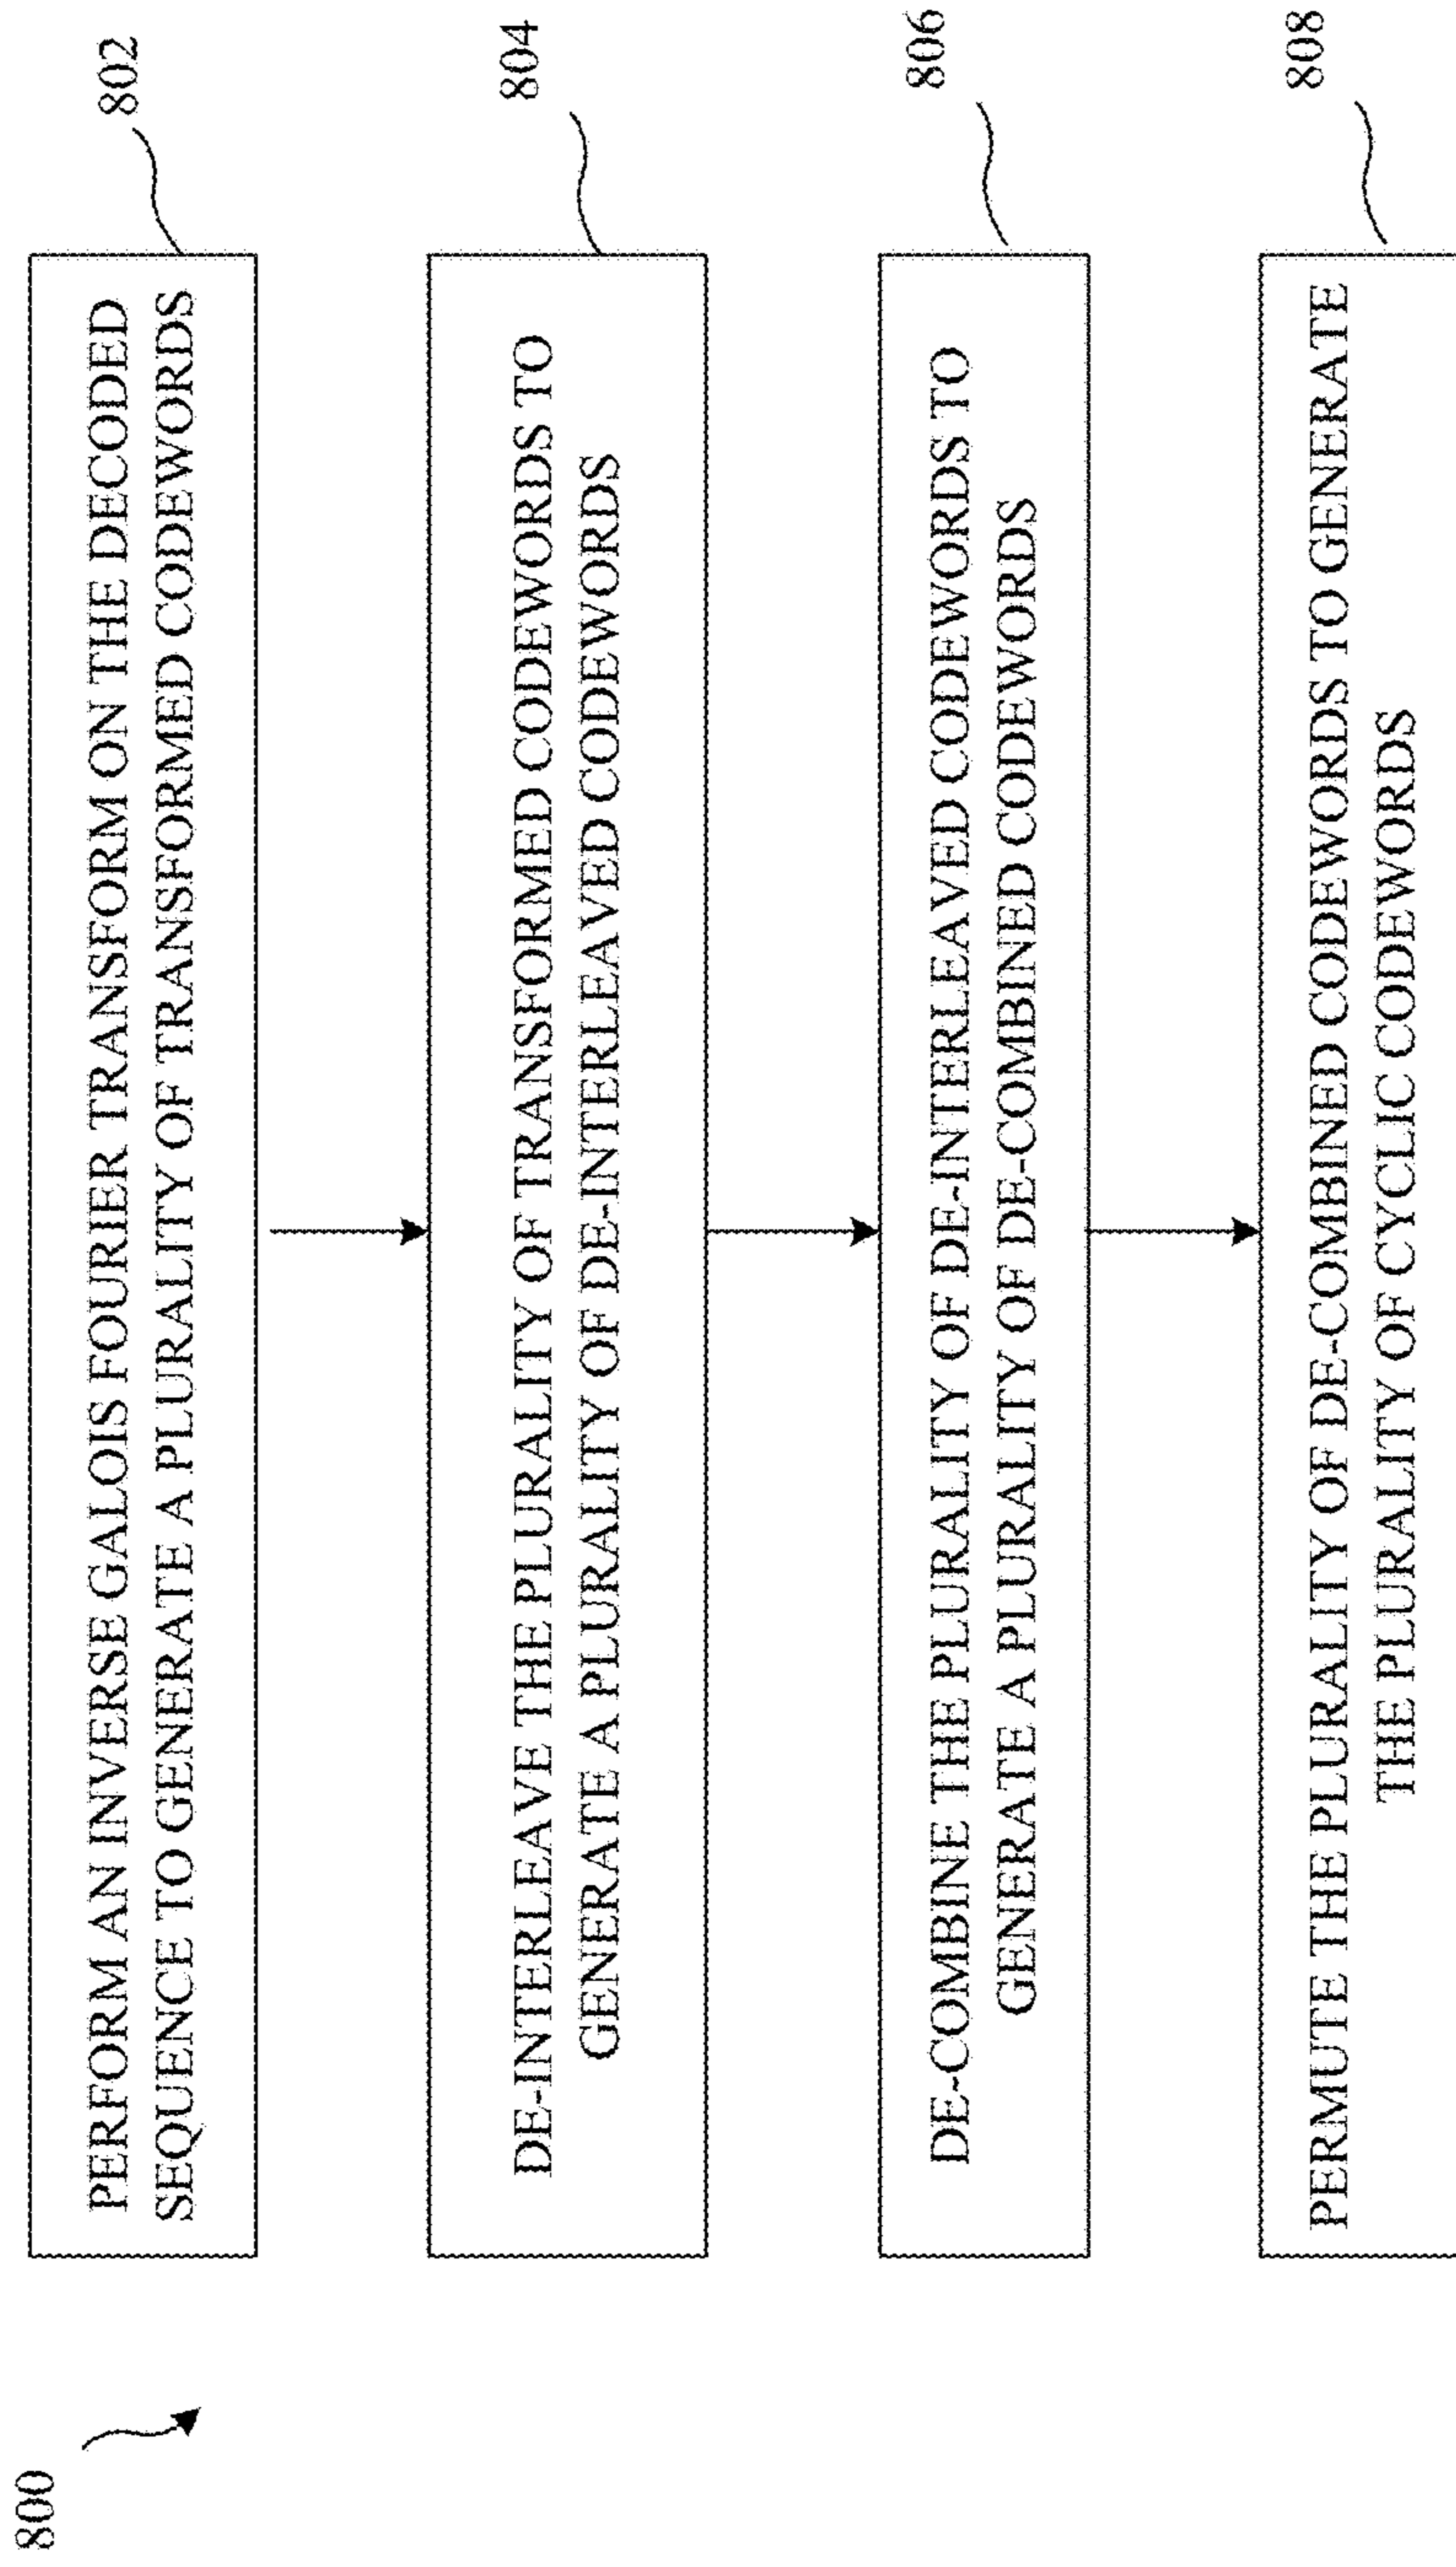 800
802
PERFORM AN INVERSE GALOIS FOURIER TRANSFORM ON THE DECODED
SEQUENCE TO GENERATE A PLURALITY OF TRANSFORMED CODEWORDS
804
DE-INTERLEAVE THE PLURALITY OF TRANSFORMED CODEWORDS TO
GENERATE A PLURALITY OF DE-INTERLEAVED CODEWORDS
806
DE-COMBINE THE PLURALITY OF DE-INTERLEAVED CODEWORDS TO
GENERATE A PLURALITY OF DE-COMBINED CODEWORDS
808
PERMUTE THE PLURALITY OF DE-COMBINED CODEWORDS TO GENERATE
THE PLURALITY OF CYCLIC CODEWORDS